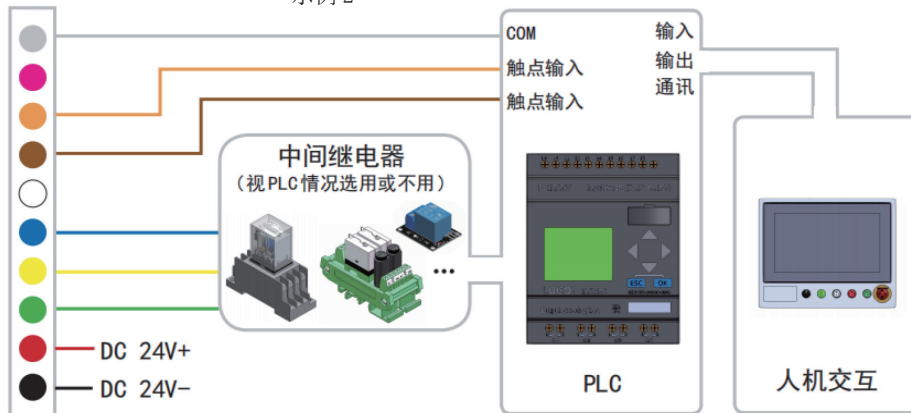 COM
输入
触点输入
输出
触点输入
通讯
中间继电器
(视PLC情况选用或不用)
...
ESC
OK
DC 24V+
DC 24V-
PLC
人机交互